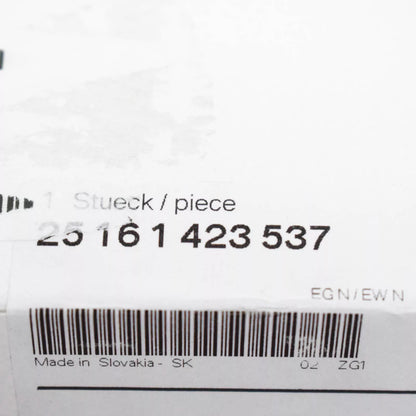 1 Stueck / piece
25 16 1 423 537
EGN/EWN
Made in Slovakia - SK 02 ZG1